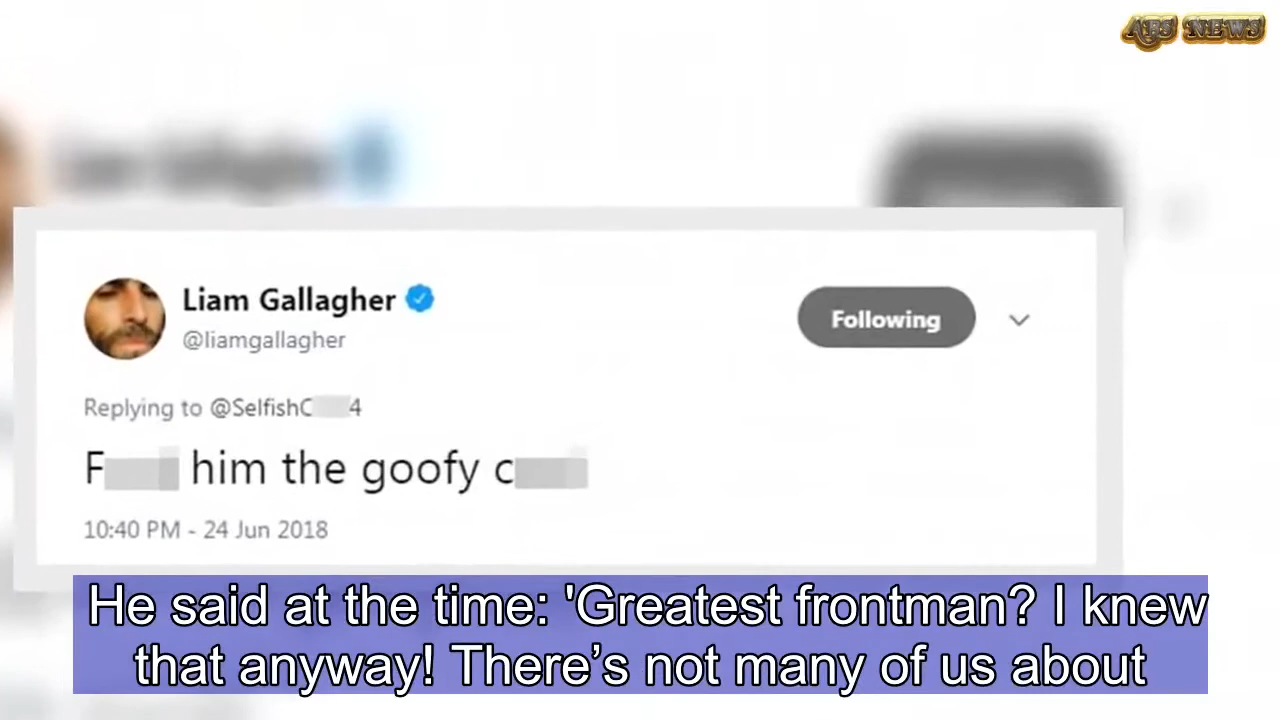 ABS NEWS
Liam Gallagher
@liamgallagher
Following
Replying to @SelfishC 4
F him the goofy c
10:40 PM - 24 Jun 2018
He said at the time: 'Greatest frontman? I knew
that anyway! There’s not many of us about